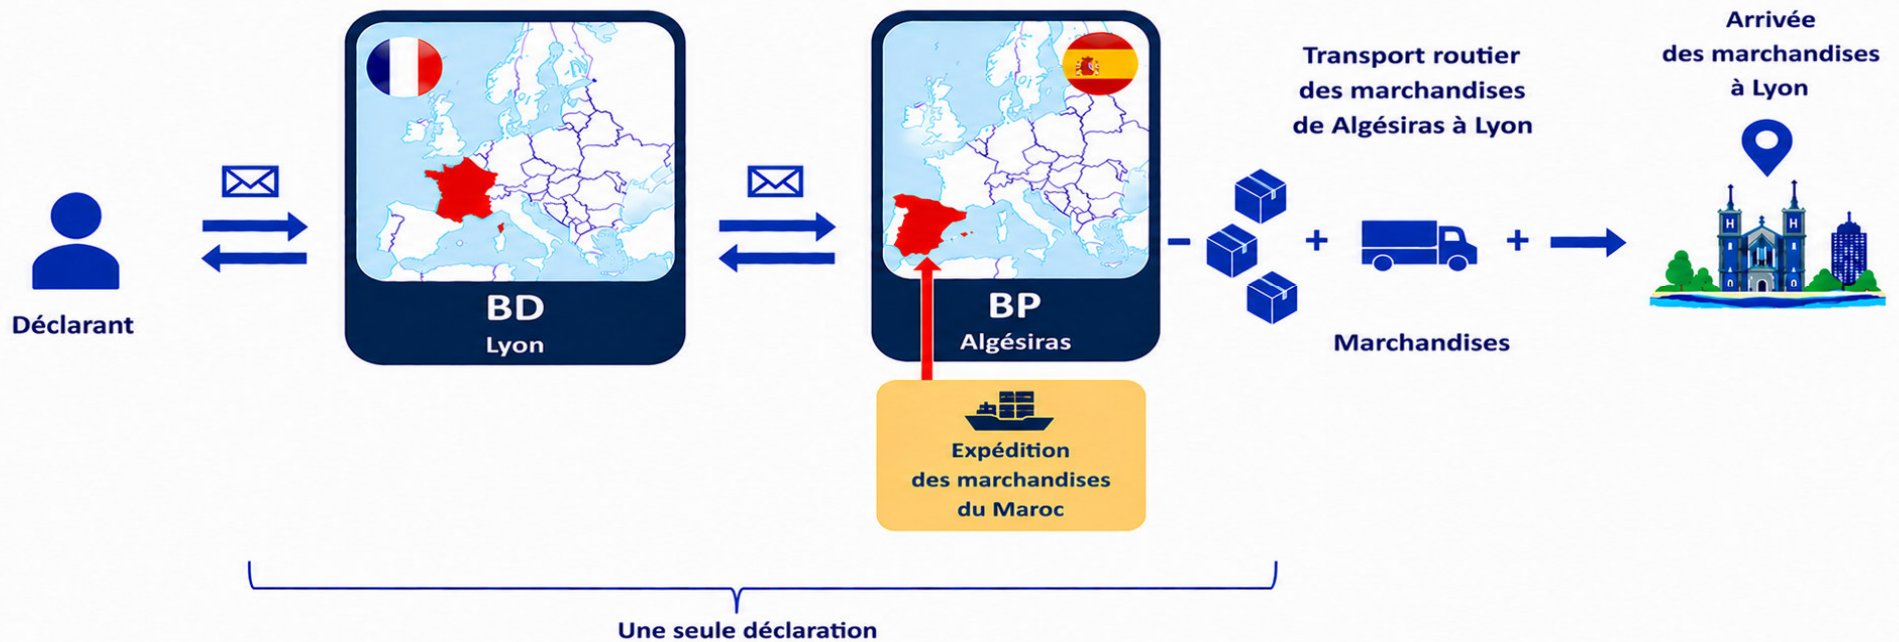 Déclarant
BD
Lyon
BP
Algésiras
Expédition
des marchandises
du Maroc
Transport routier
des marchandises
de Algésiras à Lyon
Marchandises
Arrivée
des marchandises
à Lyon
Une seule déclaration